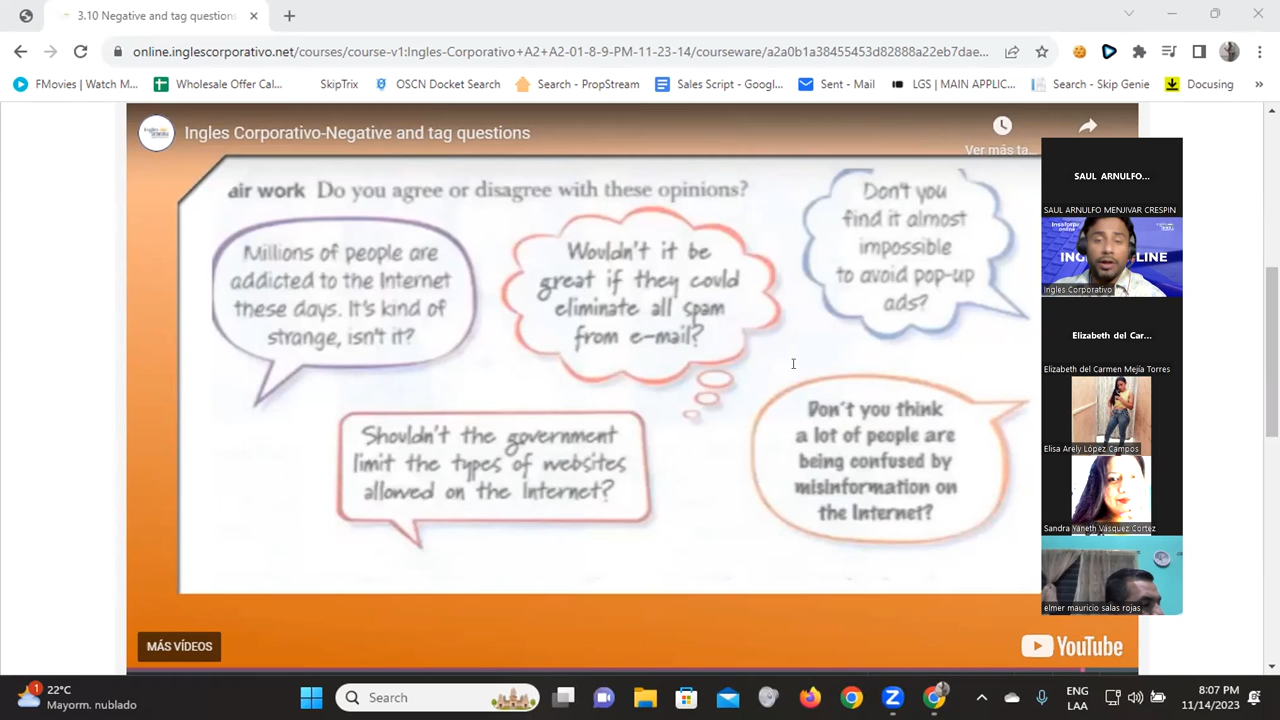 3.10 Negative and tag questions
online.inglescorporativo.net/courses/course-v1:Ingles-Corporativo+A2+A2-01-8-9-PM-11-23-14/courseware/a2a0b1a38455453d82888a22eb7dae...
FMovies | Watch M...
Wholesale Offer Cal...
SkipTrix
OSCN Docket Search
Search - PropStream
Sales Script - Googl...
Sent - Mail
LGS | MAIN APPLIC...
Search - Skip Genie
Docusing
»
Ingles Corporativo-Negative and tag questions
Ver más ta...
air work Do you agree or disagree with these opinions?
Millions of people are
addicted to the Internet
these days. It's kind of
strange, isn't it?
Wouldn't it be
great if they could
eliminate all spam
from e-mail?
Don't you
find it almost
impossible
to avoid pop-up
ads?
Shouldn't the government
limit the types of websites
allowed on the Internet?
Don't you think
a lot of people are
being confused by
misinformation on
the Internet?
SAUL ARNULFO...
SAUL ARNULFO MENJIVAR CRESPIN
Ingles Corporativo
Elizabeth del Car...
Elizabeth del Carmen Mejía Torres
Elisa Arely López Campos
Sandra Yaneth Vásquez Cortez
elmer mauricio salas rojas
MÁS VÍDEOS
YouTube
1
22°C
Mayorm. nublado
Search
ENG
LAA
8:07 PM
11/14/2023